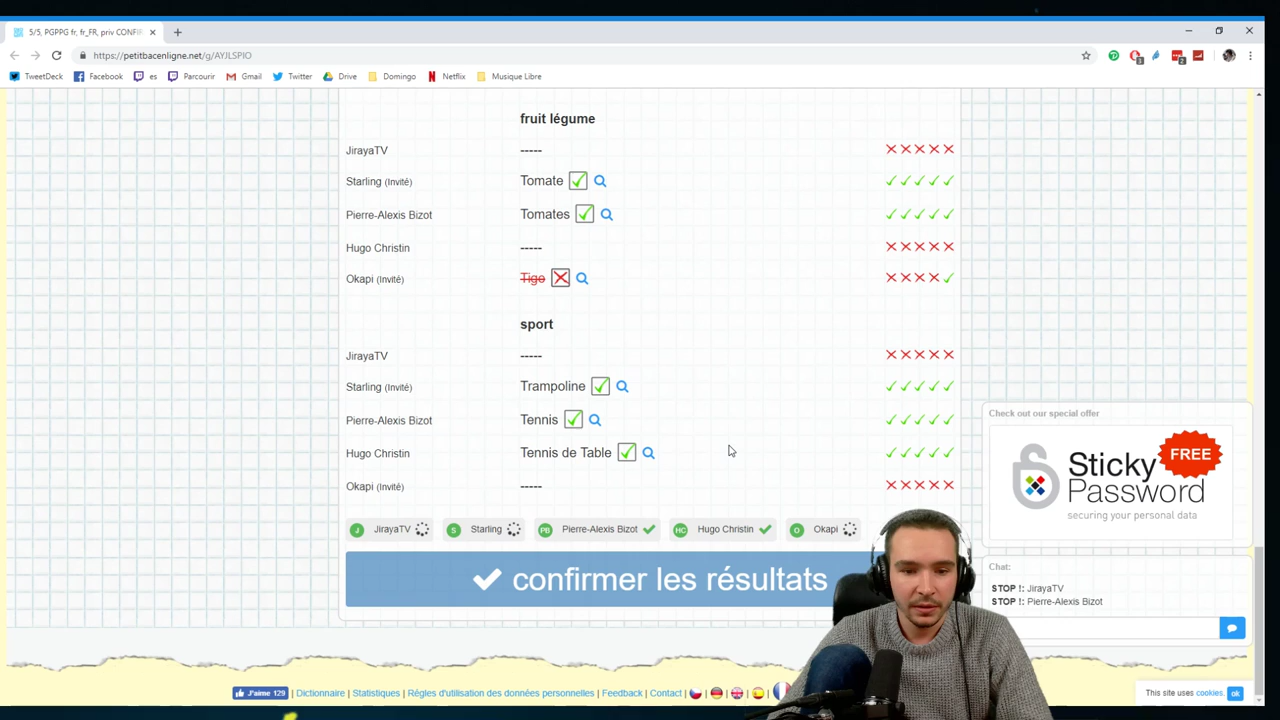 5/5, PGPPG fr, fr_FR, priv CONFIR
https://petitbacenligne.net/g/AYJLSPIO
TweetDeck Facebook es Parcourir Gmail Twitter Drive Domingo Netflix Musique Libre
fruit légume
JirayaTV -----
Starling (Invité) Tomate
Pierre-Alexis Bizot Tomates
Hugo Christin -----
Okapi (Invité) Tigo
sport
JirayaTV -----
Starling (Invité) Trampoline
Pierre-Alexis Bizot Tennis
Hugo Christin Tennis de Table
Okapi (Invité) -----
J JirayaTV S Starling PB Pierre-Alexis Bizot HC Hugo Christin O Okapi
confirmer les résultats
Check out our special offer
FREE
Sticky
Password
securing your personal data
Chat:
STOP !: JirayaTV
STOP !: Pierre-Alexis Bizot
J'aime 129 | Dictionnaire | Statistiques | Règles d'utilisation des données personnelles | Feedback | Contact |
This site uses cookies. ok